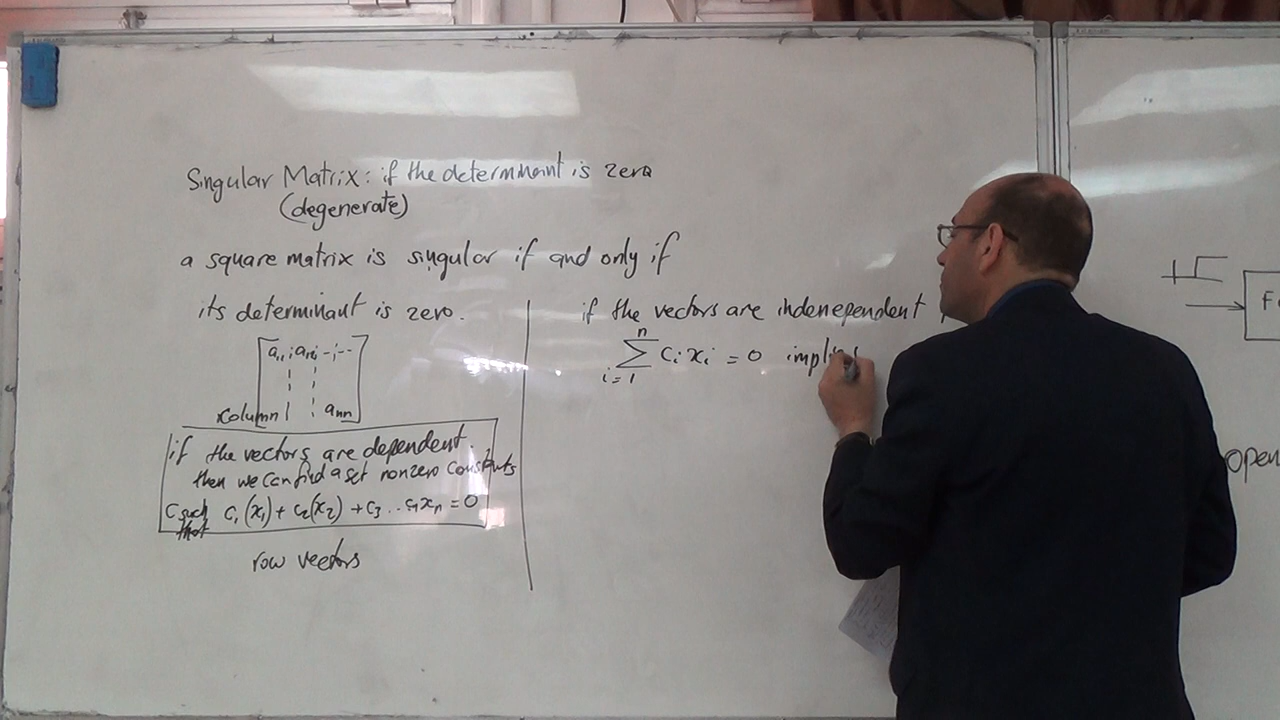 Singular Matrix: if the determinant is zero
(degenerate)
a square matrix is singular if and only if
its determinant is zero.
a₁₁
aₙₙ
column
if the vectors are dependent.
then we can find a set nonzero constants
C such that c₁(x₁) + c₂(x₂) + c₃ .. cₙxₙ = 0
row vectors
if the vectors are indenependent
n
∑ cᵢ xᵢ = 0 implies
i=1
open